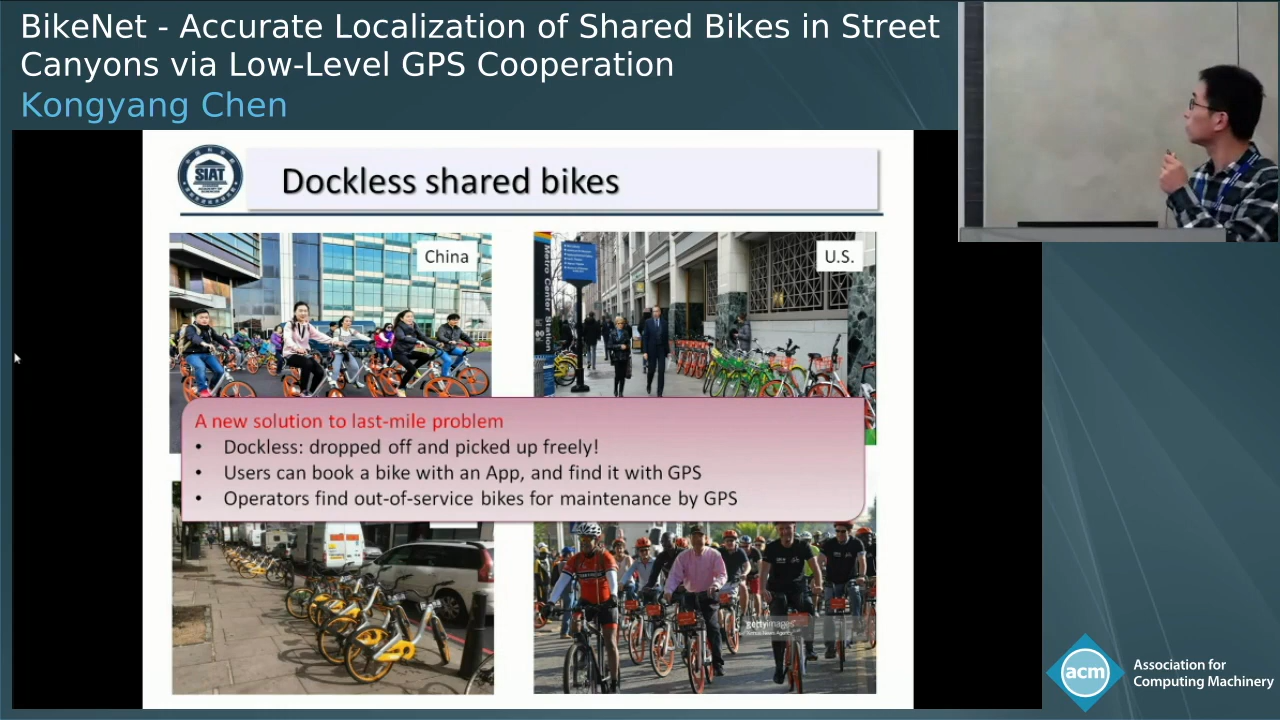 BikeNet - Accurate Localization of Shared Bikes in Street
Canyons via Low-Level GPS Cooperation
Kongyang Chen
SIAT
Dockless shared bikes
China
U.S.
Metro Center Station
A new solution to last-mile problem
• Dockless: dropped off and picked up freely!
• Users can book a bike with an App, and find it with GPS
• Operators find out-of-service bikes for maintenance by GPS
gettyimages
acm
Association for
Computing Machinery